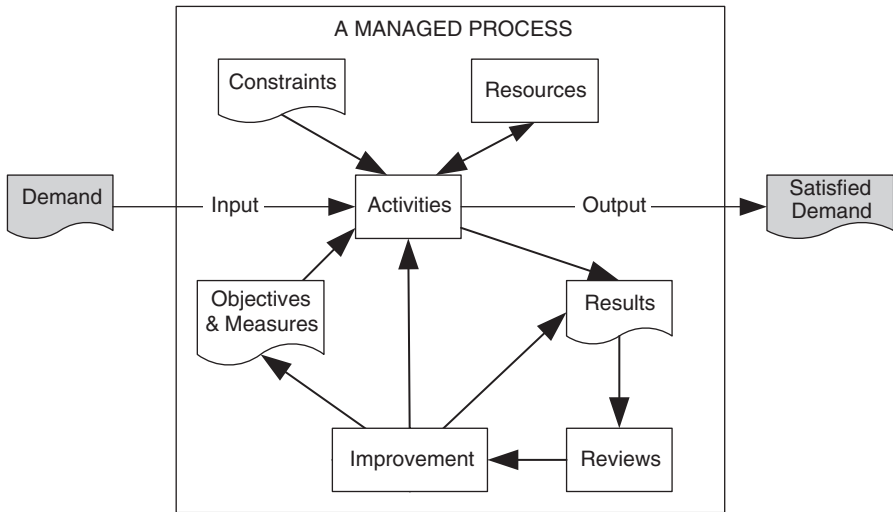 A MANAGED PROCESS
Constraints
Resources
Demand
Input
Activities
Output
Satisfied
Demand
Objectives
& Measures
Results
Improvement
Reviews